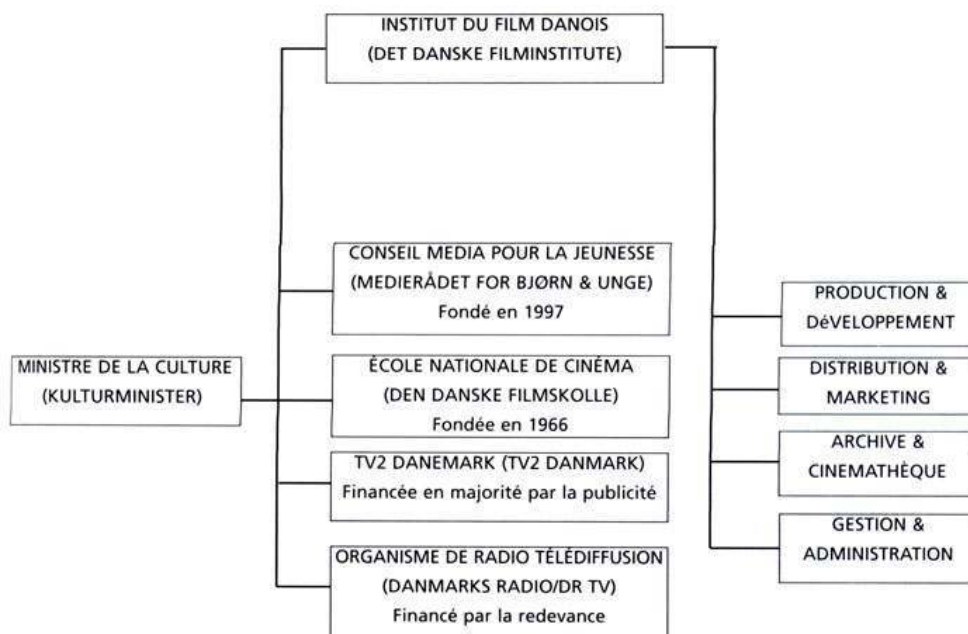 INSTITUT DU FILM DANOIS
(DET DANSKE FILMINSTITUTE)
CONSEIL MEDIA POUR LA JEUNESSE
(MEDIERÅDET FOR BJØRN & UNGE)
Fondé en 1997
MINISTRE DE LA CULTURE
(KULTURMINISTER)
ÉCOLE NATIONALE DE CINÉMA
(DEN DANSKE FILMSKOLLE)
Fondée en 1966
TV2 DANEMARK (TV2 DANMARK)
Financée en majorité par la publicité
ORGANISME DE RADIO TÉLÉDIFFUSION
(DANMARKS RADIO/DR TV)
Financé par la redevance
PRODUCTION &
DéVELOPPEMENT
DISTRIBUTION &
MARKETING
ARCHIVE &
CINEMATHÈQUE
GESTION &
ADMINISTRATION